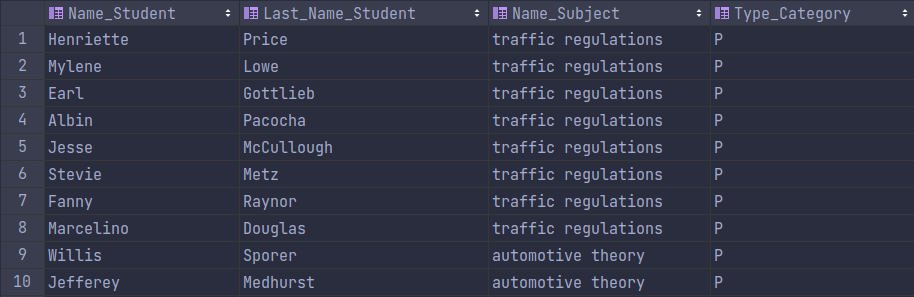 Name_Student Last_Name_Student Name_Subject Type_Category
1 Henriette Price traffic regulations P
2 Mylene Lowe traffic regulations P
3 Earl Gottlieb traffic regulations P
4 Albin Pacocha traffic regulations P
5 Jesse McCullough traffic regulations P
6 Stevie Metz traffic regulations P
7 Fanny Raynor traffic regulations P
8 Marcelino Douglas traffic regulations P
9 Willis Sporer automotive theory P
10 Jefferey Medhurst automotive theory P